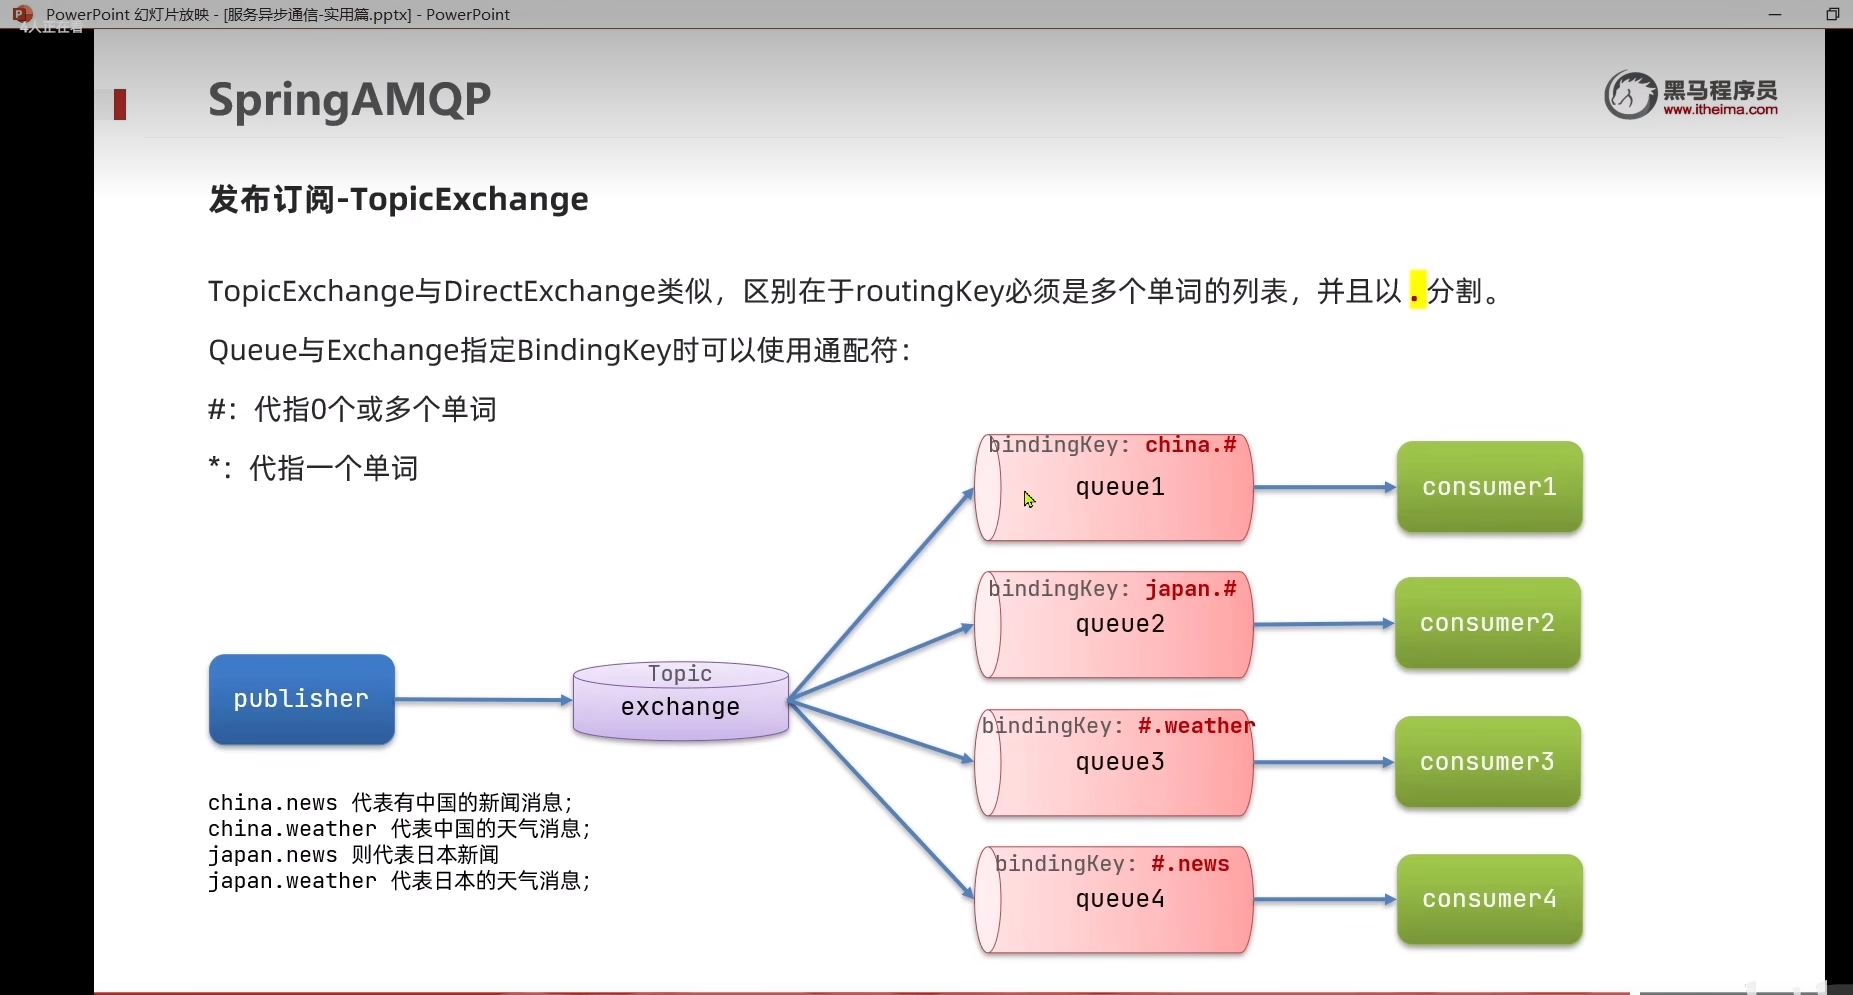 PowerPoint 幻灯片放映 - [服务异步通信-实用篇.pptx] - PowerPoint
4人正在看
SpringAMQP
黑马程序员
www.itheima.com
发布订阅-TopicExchange
TopicExchange与DirectExchange类似，区别在于routingKey必须是多个单词的列表，并且以 . 分割。
Queue与Exchange指定BindingKey时可以使用通配符：
#：代指0个或多个单词
*：代指一个单词
bindingKey: china.#
queue1
consumer1
bindingKey: japan.#
queue2
consumer2
publisher
Topic
exchange
bindingKey: #.weather
queue3
consumer3
bindingKey: #.news
queue4
consumer4
china.news 代表有中国的新闻消息；
china.weather 代表中国的天气消息；
japan.news 则代表日本新闻
japan.weather 代表日本的天气消息；